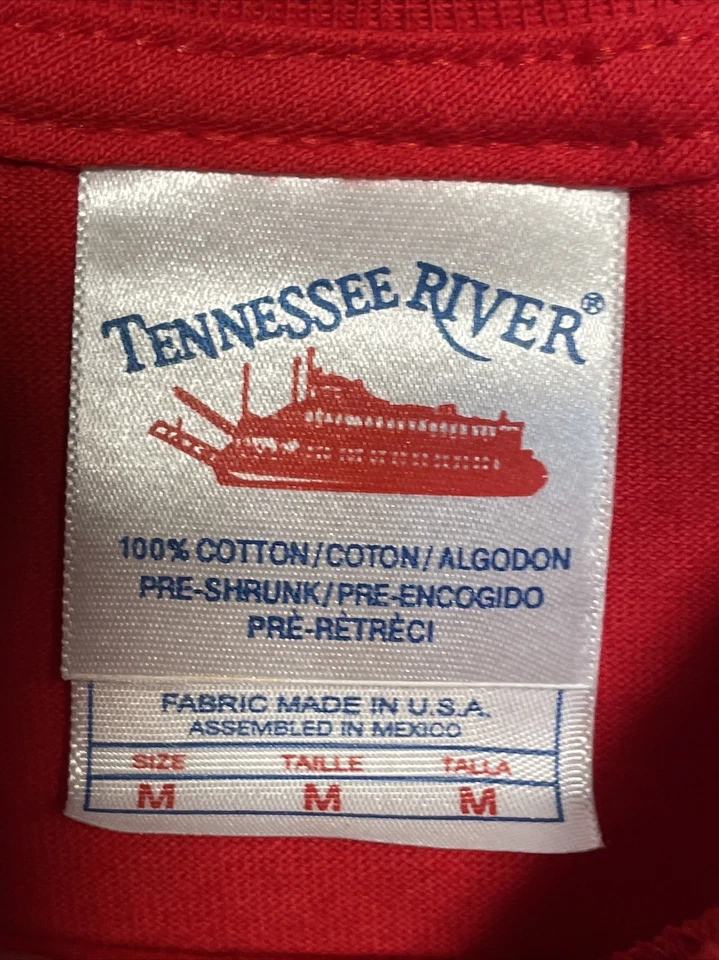 TENNESSEE RIVER®
100% COTTON/COTON/ALGODON
PRE-SHRUNK/PRE-ENCOGIDO
PRÈ-RÈTRÈCI
FABRIC MADE IN U.S.A.
ASSEMBLED IN MEXICO
SIZE TAILLE TALLA
M M M